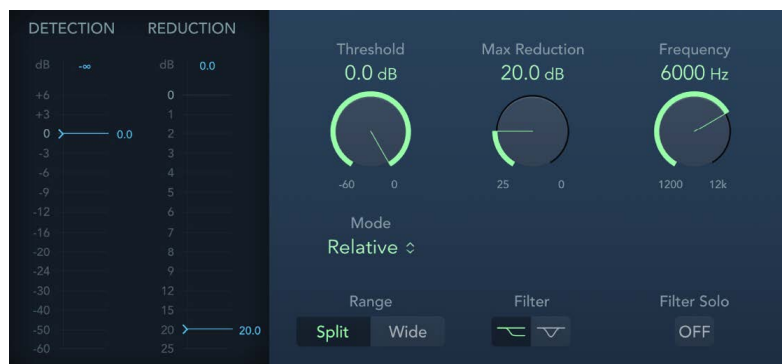 DETECTION REDUCTION
dB -∞ dB 0.0
+6 0
+3 1
0 0.0 2
-3 3
-6 4
-9 5
-12 6
-16 7
-20 8
-24 9
-30 12
-40 15
-50 20 20.0
-60 25
Threshold Max Reduction Frequency
0.0 dB 20.0 dB 6000 Hz
-60 0 25 0 1200 12k
Mode
Relative
Range Filter Filter Solo
Split Wide OFF